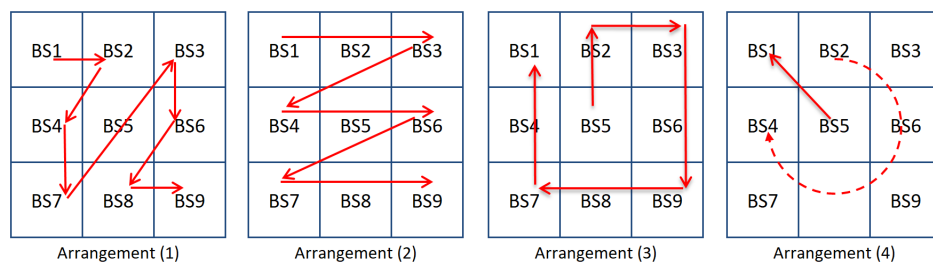 BS1 BS2 BS3 BS1 BS2 BS3 BS1 BS2 BS3 BS1 BS2 BS3
BS4 BS5 BS6 BS4 BS5 BS6 BS4 BS5 BS6 BS4 BS5 BS6
BS7 BS8 BS9 BS7 BS8 BS9 BS7 BS8 BS9 BS7 BS9
Arrangement (1) Arrangement (2) Arrangement (3) Arrangement (4)